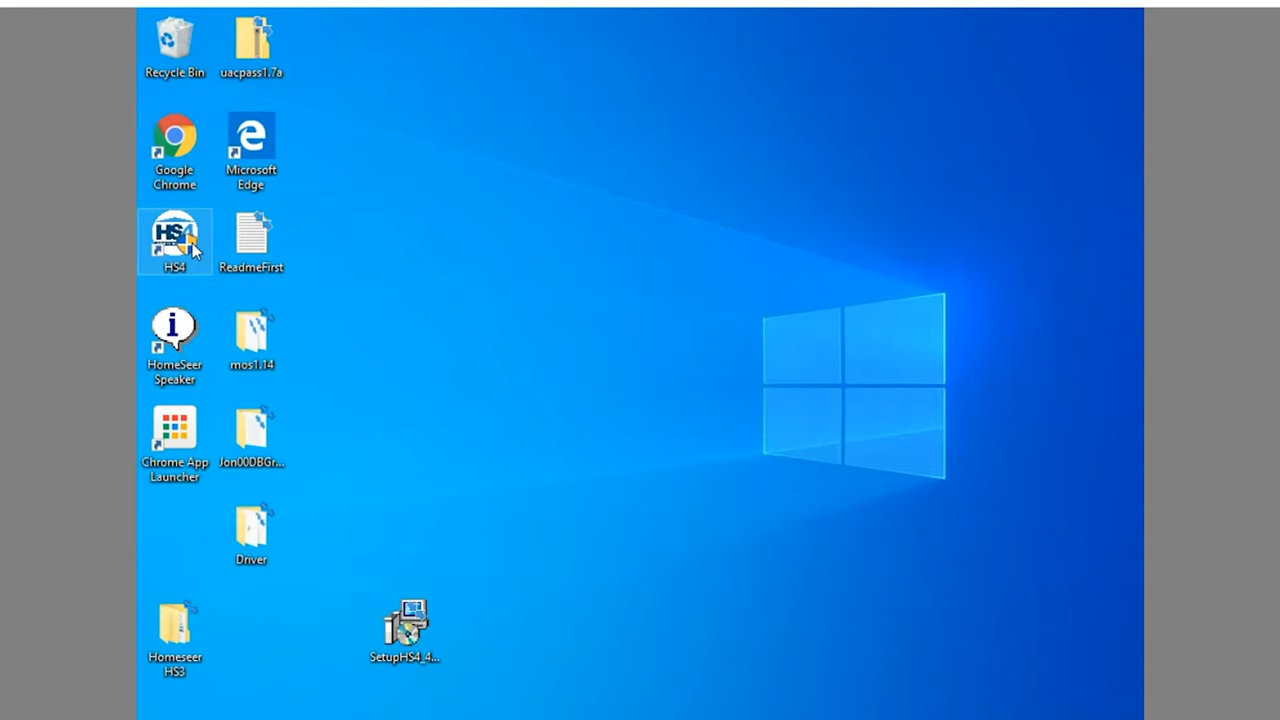 Recycle Bin
uacpass1.7a
Google
Chrome
Microsoft
Edge
HS4
HS4
ReadmeFirst
i
HomeSeer
Speaker
mos1.14
Chrome App
Launcher
Jon00DBGr...
Driver
Homeseer
HS3
SetupHS4_4...